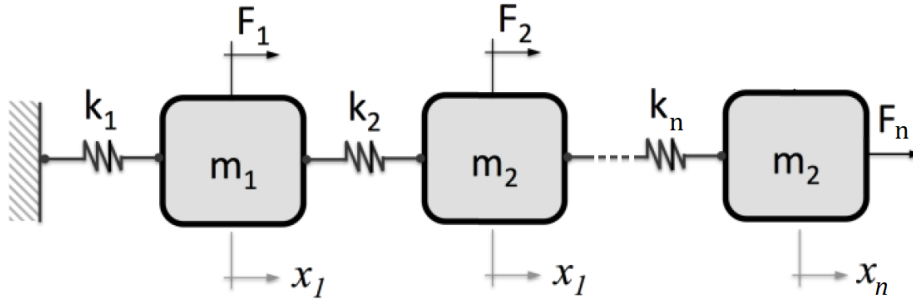 F₁ F₂
k₁ k₂ kₙ Fₙ
m₁ m₂ m₂
x₁ x₁ xₙ